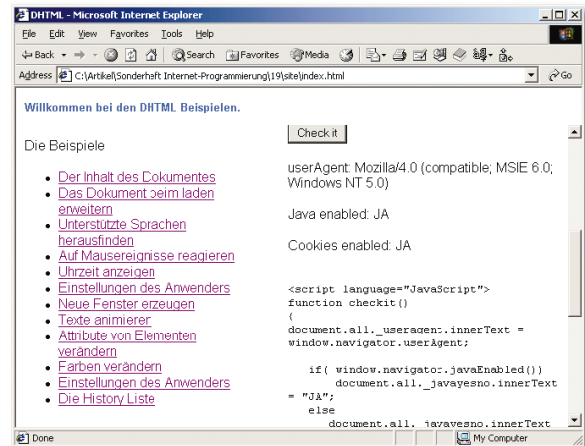 DHTML - Microsoft Internet Explorer
File Edit View Favorites Tools Help
Back Search Favorites Media
Address C:\Artikel\Sonderheft Internet-Programmierung\19\site\index.html Go
Willkommen bei den DHTML Beispielen.
Die Beispiele
Der Inhalt des Dokumentes
Das Dokument beim laden
erweitern
Unterstützte Sprachen
herausfinden
Auf Mausereignisse reagieren
Uhrzeit anzeigen
Einstellungen des Anwenders
Neue Fenster erzeugen
Texte animieren
Attribute von Elementen
verändern
Farben verändern
Einstellungen des Anwenders
Die History Liste
Check it
userAgent: Mozilla/4.0 (compatible; MSIE 6.0;
Windows NT 5.0)
Java enabled: JA
Cookies enabled: JA
<script language="JavaScript">
function checkit()
{
document.all._useragent.innerText =
window.navigator.userAgent;
if( window.navigator.javaEnabled())
document.all._javayesno.innerText
= "JA";
else
document.all._javayesno.innerText
Done My Computer